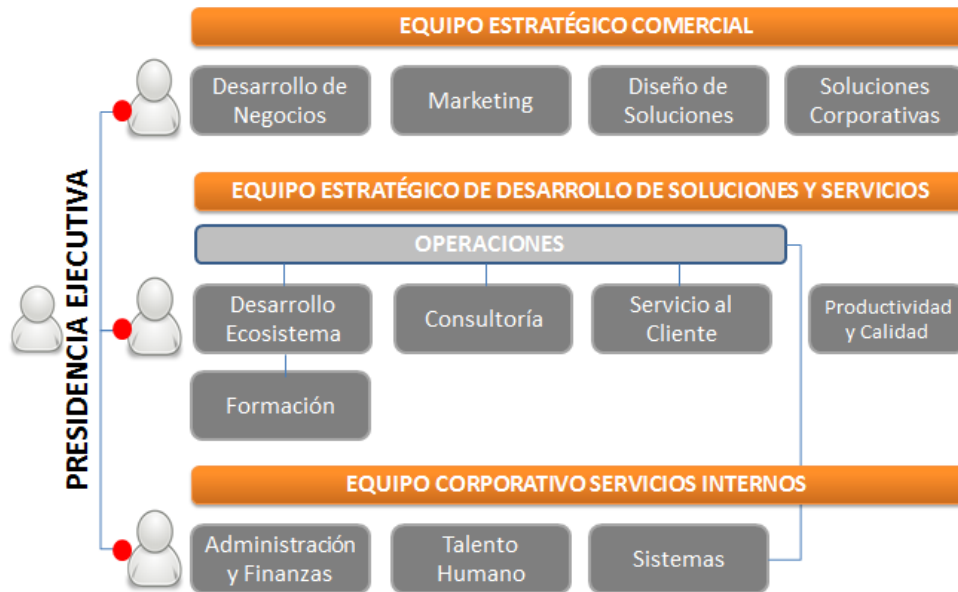 EQUIPO ESTRATÉGICO COMERCIAL
Desarrollo de
Negocios
Marketing
Diseño de
Soluciones
Soluciones
Corporativas
PRESIDENCIA EJECUTIVA
EQUIPO ESTRATÉGICO DE DESARROLLO DE SOLUCIONES Y SERVICIOS
OPERACIONES
Desarrollo
Ecosistema
Consultoría
Servicio al
Cliente
Productividad
y Calidad
Formación
EQUIPO CORPORATIVO SERVICIOS INTERNOS
Administración
y Finanzas
Talento
Humano
Sistemas